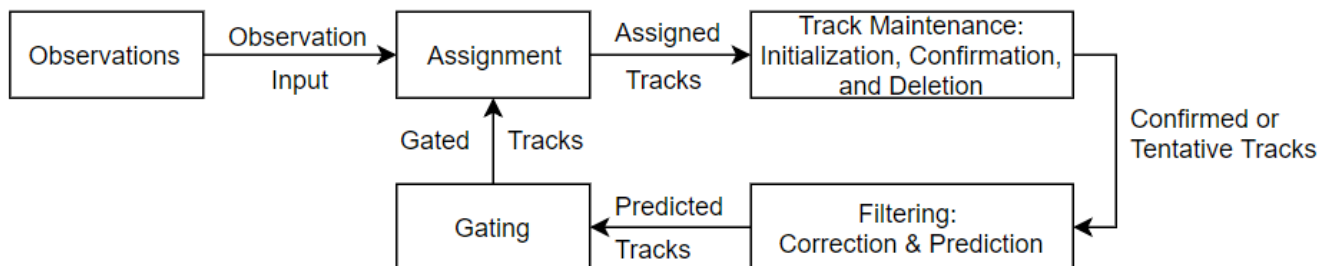 Observations
Observation
Input
Assignment
Assigned
Tracks
Track Maintenance:
Initialization, Confirmation,
and Deletion
Confirmed or
Tentative Tracks
Filtering:
Correction & Prediction
Predicted
Tracks
Gating
Gated Tracks